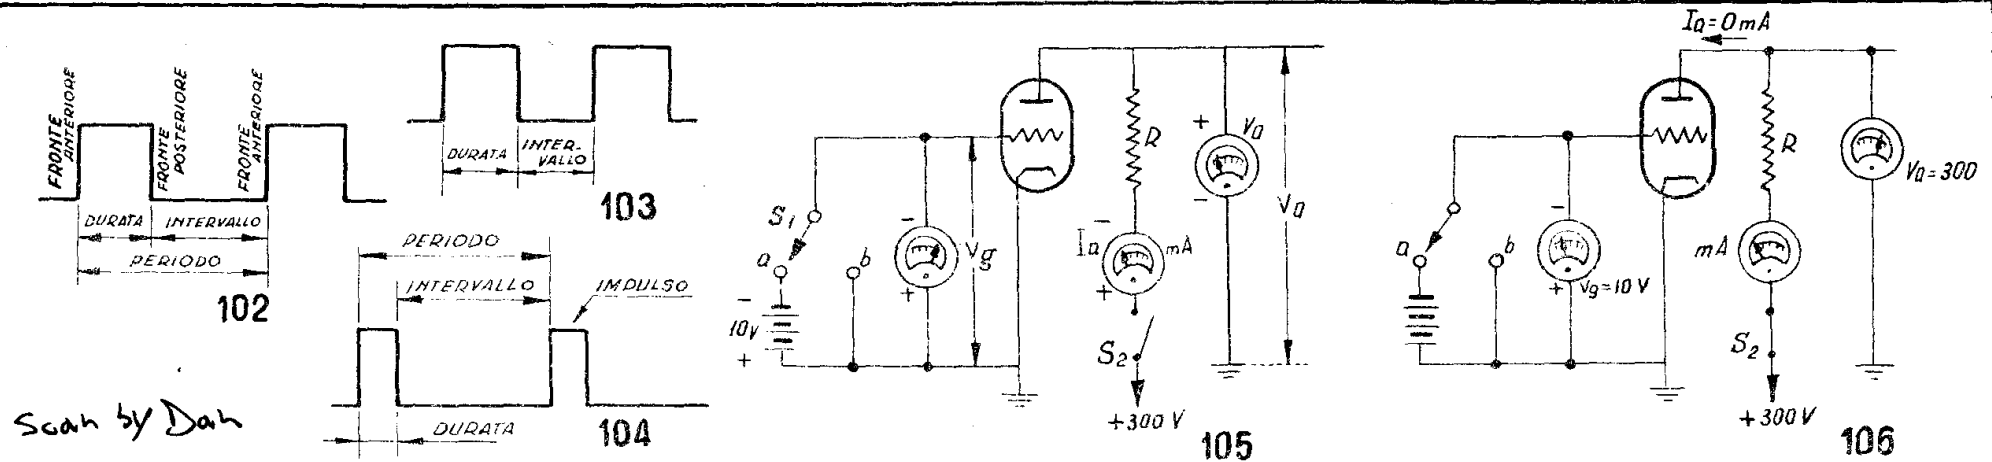 FRONTE
ANTERIORE
FRONTE
POSTERIORE
FRONTE
ANTERIORE
DURATA
INTERVALLO
PERIODO
102
DURATA
INTER-
VALLO
103
PERIODO
INTERVALLO
IMPULSO
DURATA
104
Scan by Dan
S1
a
b
-
10V
+
-
+
Vg
R
-
Ia
mA
+
S2
+300 V
+
Va
-
Va
105
Ia=0mA
a
b
-
+
Vg=10 V
R
mA
S2
+300 V
Va=300
106